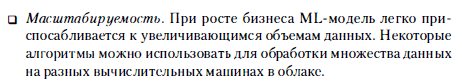 ❑ Масштабируемость. При росте бизнеса ML-модель легко при-
спосабливается к увеличивающимся объемам данных. Некоторые
алгоритмы можно использовать для обработки множества данных
на разных вычислительных машинах в облаке.